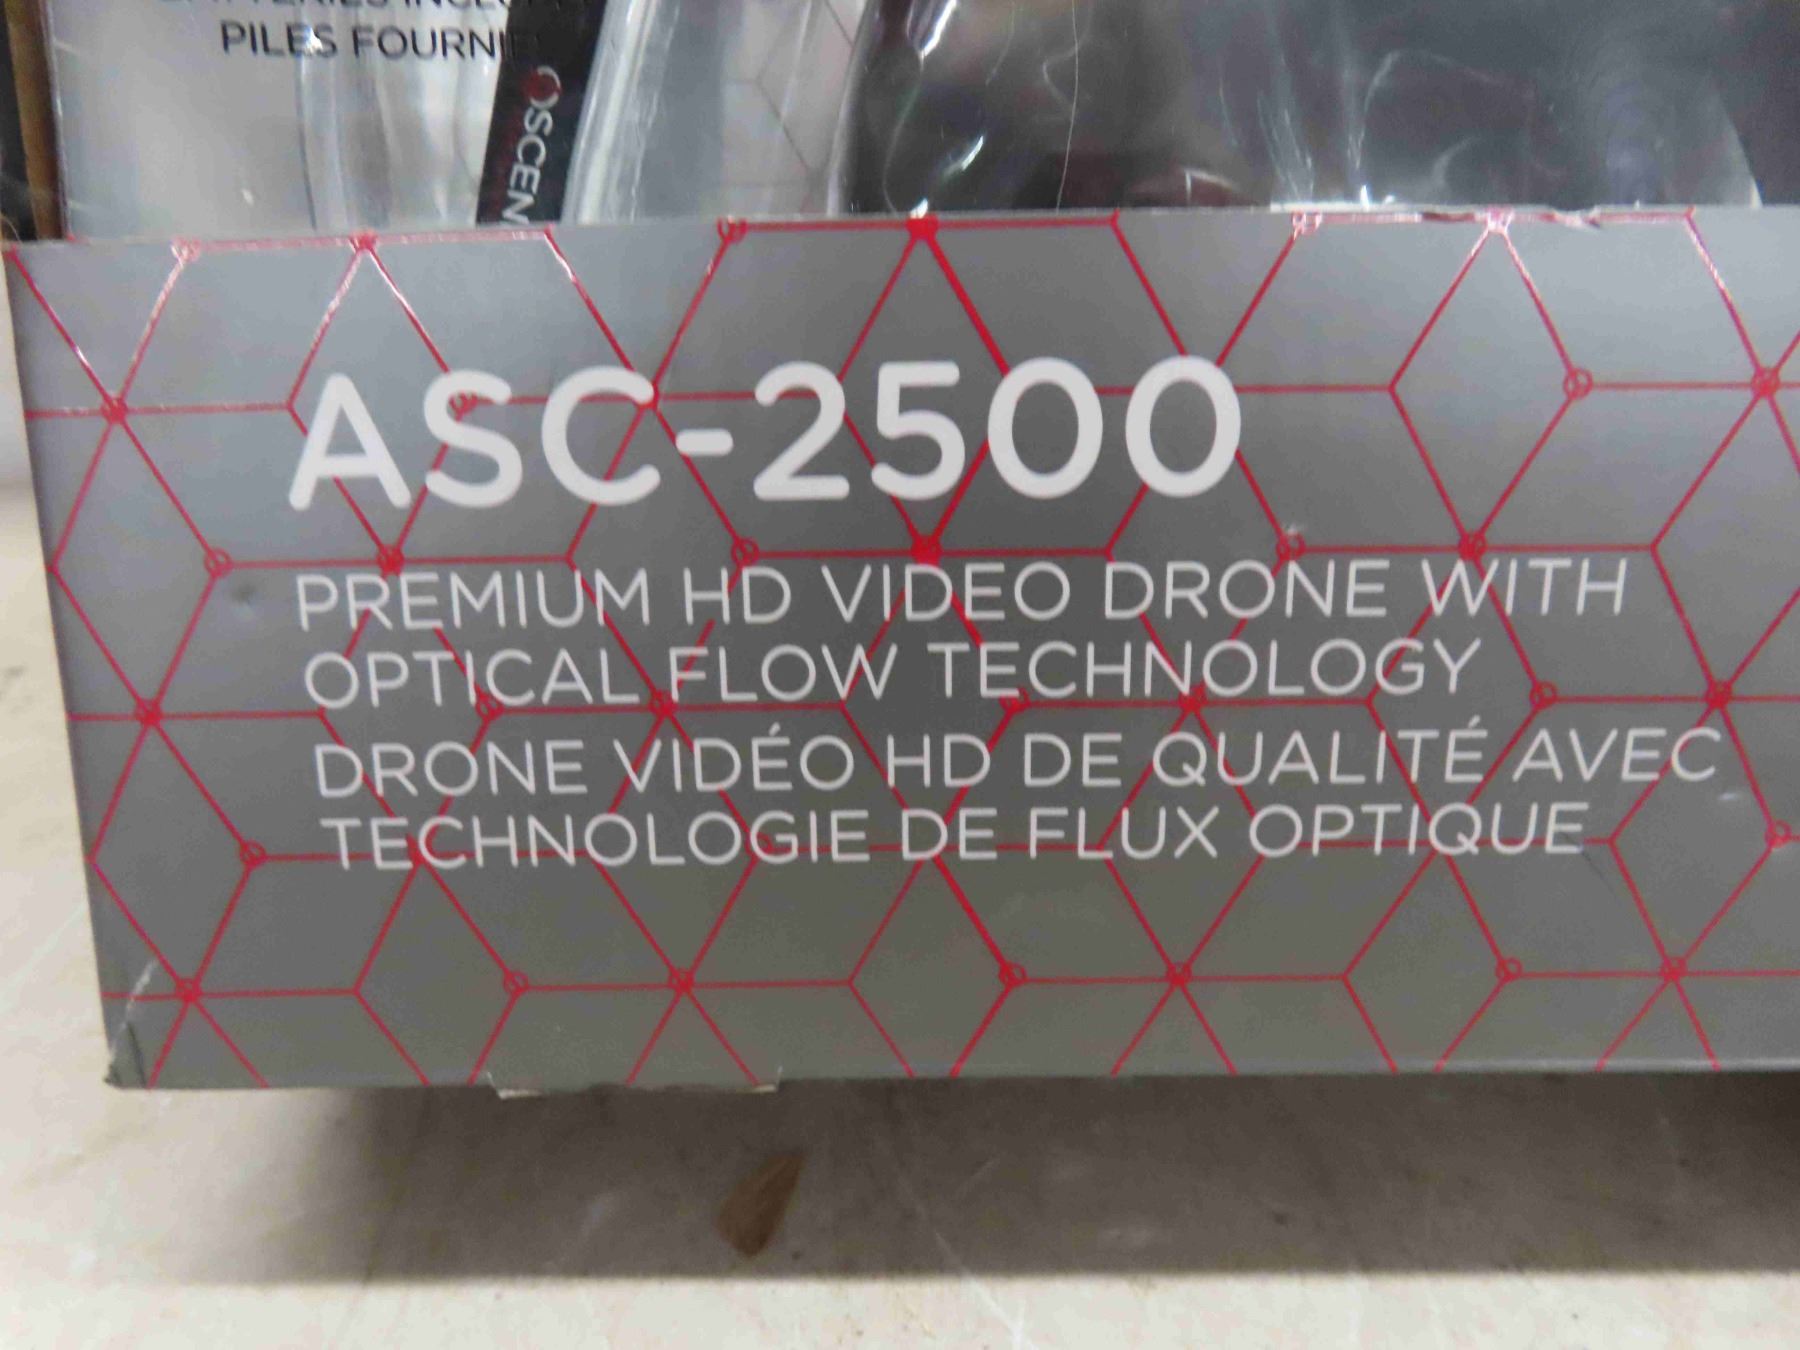 PILES FOURNI
ASC-2500
PREMIUM HD VIDEO DRONE WITH
OPTICAL FLOW TECHNOLOGY
DRONE VIDÉO HD DE QUALITÉ AVEC
TECHNOLOGIE DE FLUX OPTIQUE